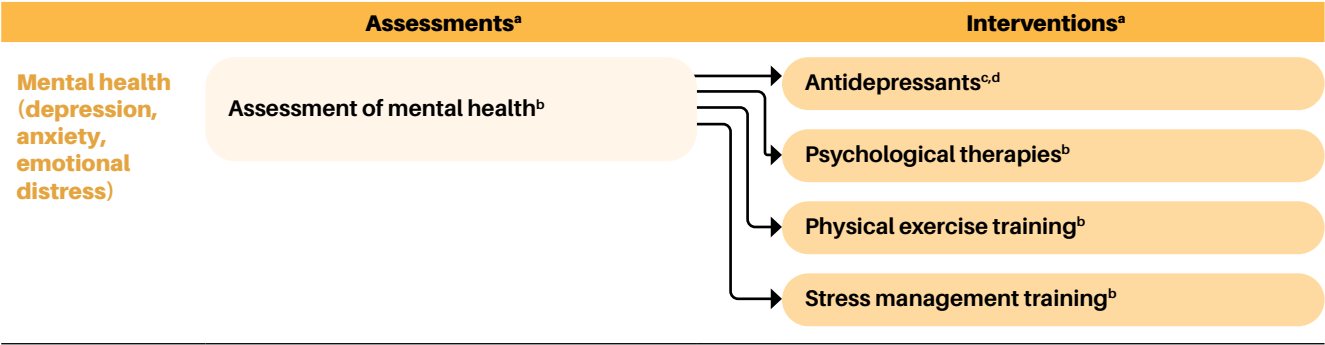 Assessmentsᵃ
Interventionsᵃ
Mental health
(depression,
anxiety,
emotional
distress)
Assessment of mental healthᵇ
Antidepressantsᶜ,ᵈ
Psychological therapiesᵇ
Physical exercise trainingᵇ
Stress management trainingᵇ